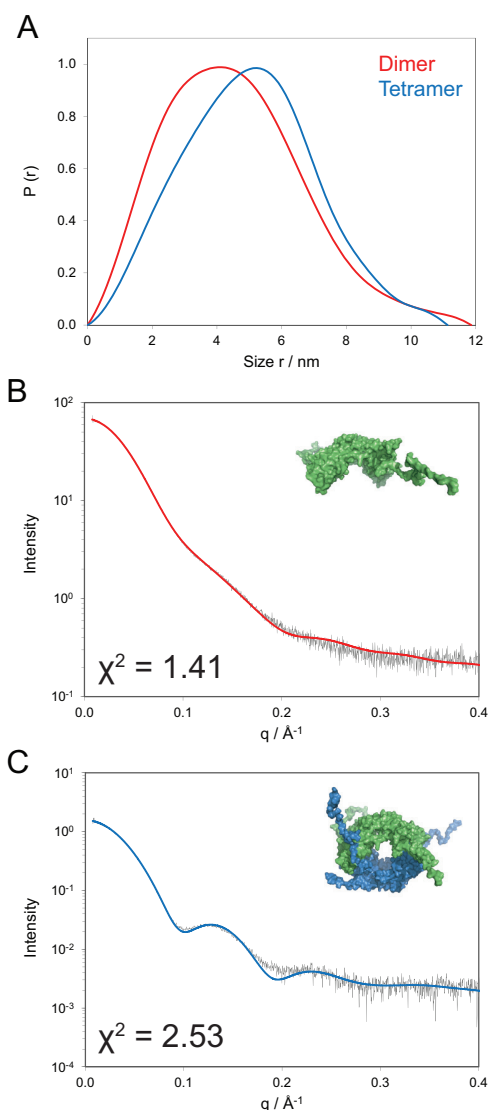 A
Dimer
Tetramer
P (r)
1.0
0.8
0.6
0.4
0.2
0.0
0 2 4 6 8 10 12
Size r / nm
B
Intensity
10²
10¹
10⁰
10⁻¹
χ² = 1.41
0.0 0.1 0.2 0.3 0.4
q / Å⁻¹
C
Intensity
10¹
10⁰
10⁻¹
10⁻²
10⁻³
10⁻⁴
χ² = 2.53
0.0 0.1 0.2 0.3 0.4
q / Å⁻¹